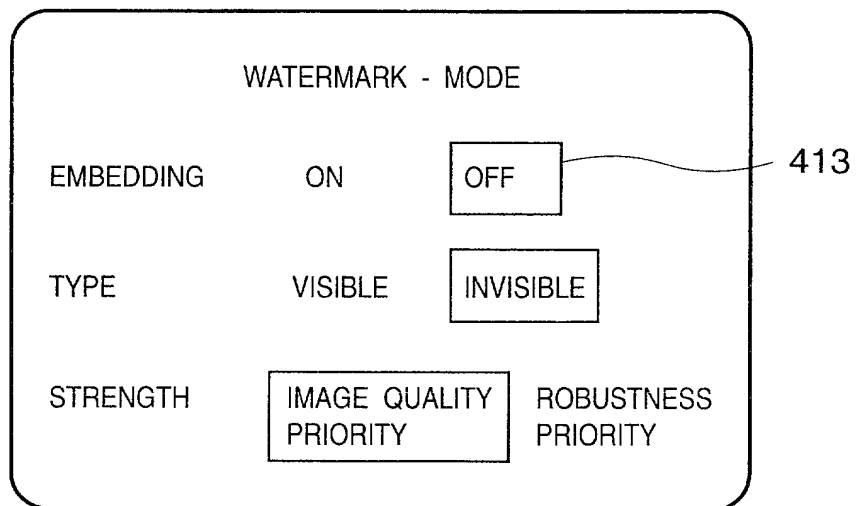 WATERMARK - MODE
EMBEDDING ON OFF 413
TYPE VISIBLE INVISIBLE
STRENGTH IMAGE QUALITY PRIORITY ROBUSTNESS PRIORITY